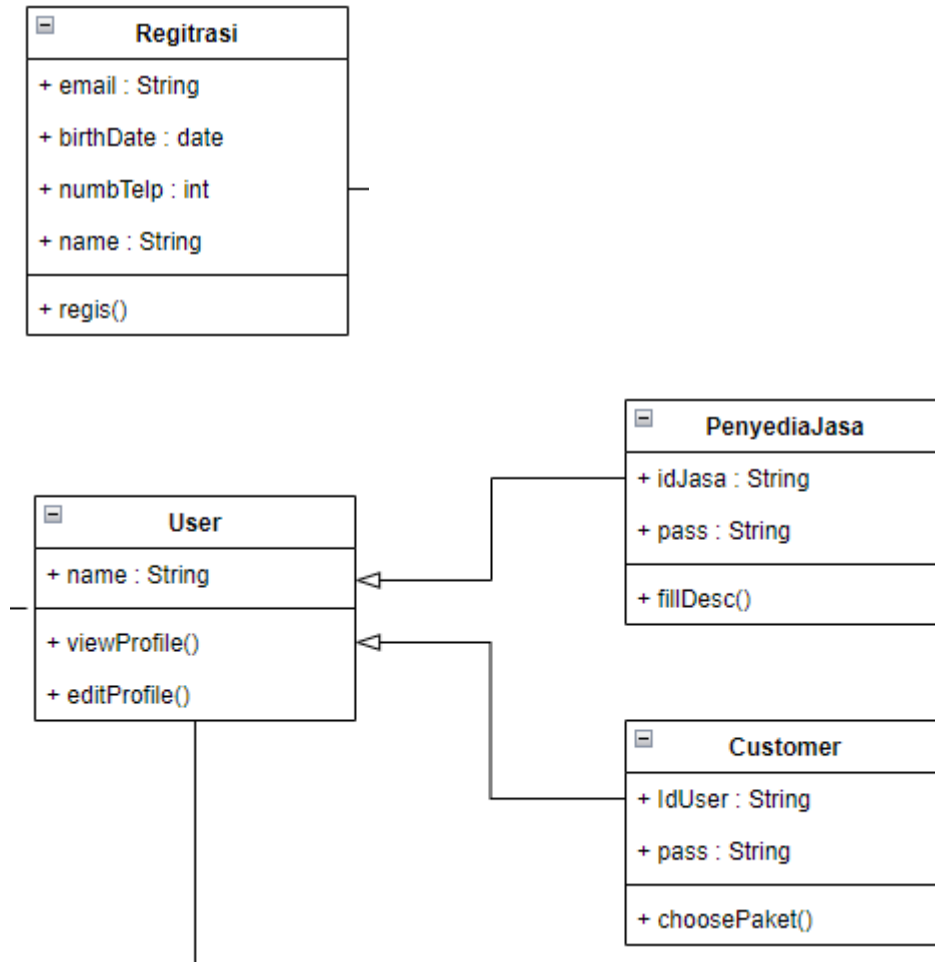 Regitrasi
+ email : String
+ birthDate : date
+ numbTelp : int
+ name : String
+ regis()
User
+ name : String
+ viewProfile()
+ editProfile()
PenyediaJasa
+ idJasa : String
+ pass : String
+ fillDesc()
Customer
+ IdUser : String
+ pass : String
+ choosePaket()